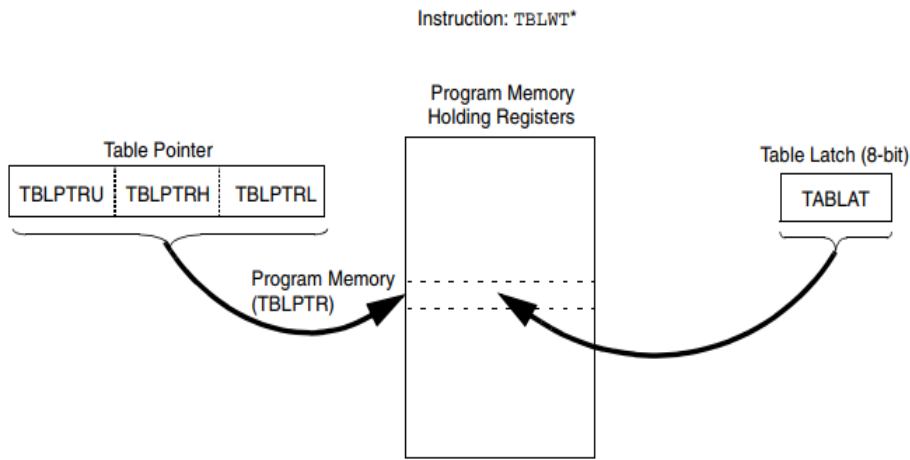 Instruction: TBLWT*
Program Memory
Holding Registers
Table Pointer
TBLPTRU TBLPTRH TBLPTRL
Table Latch (8-bit)
TABLAT
Program Memory
(TBLPTR)